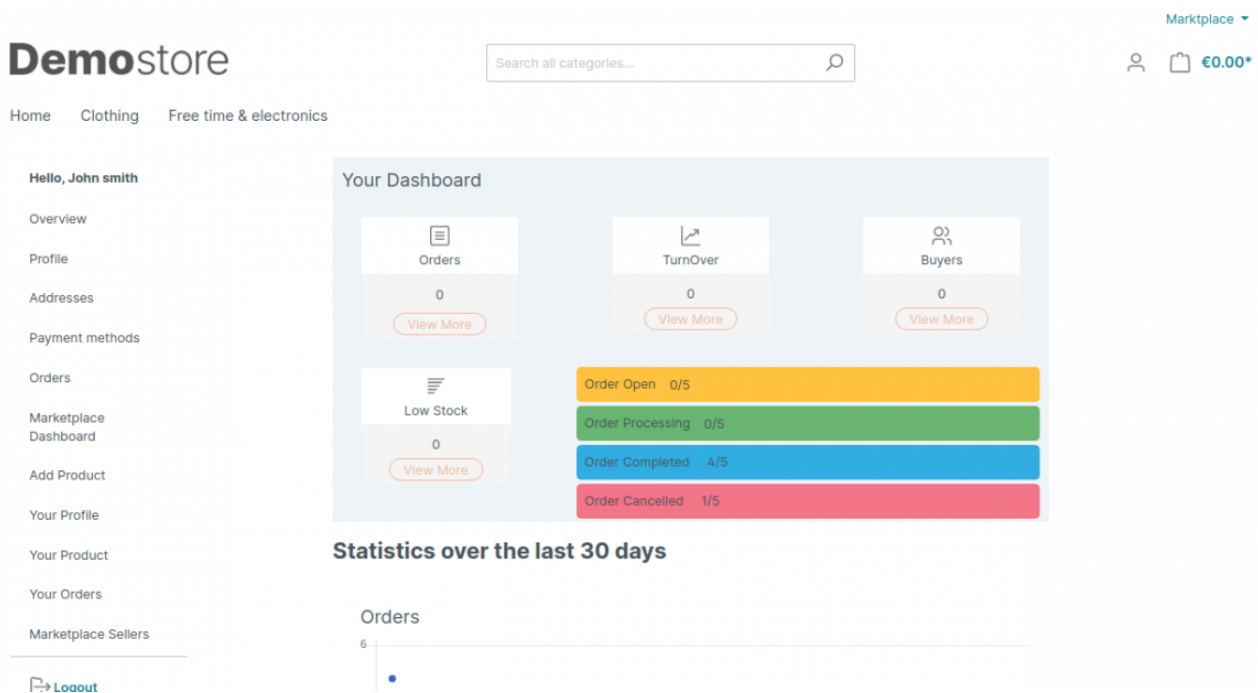 Marktplace
Demostore
Search all categories...
€0.00*
Home Clothing Free time & electronics
Hello, John smith
Overview
Profile
Addresses
Payment methods
Orders
Marketplace
Dashboard
Add Product
Your Profile
Your Product
Your Orders
Marketplace Sellers
Logout
Your Dashboard
Orders
0
View More
TurnOver
0
View More
Buyers
0
View More
Low Stock
0
View More
Order Open 0/5
Order Processing 0/5
Order Completed 4/5
Order Cancelled 1/5
Statistics over the last 30 days
Orders
6